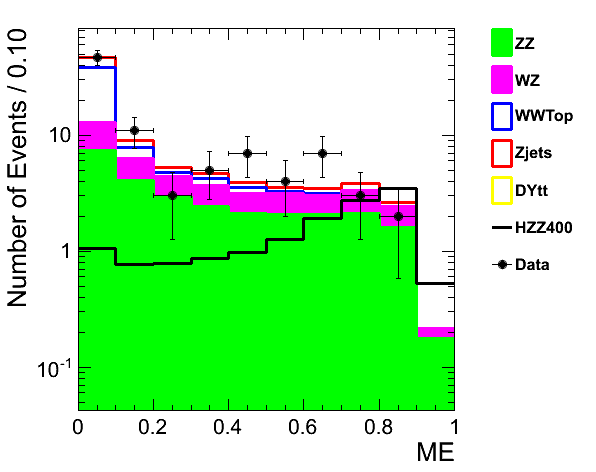 Number of Events / 0.10
10
1
10⁻¹
0 0.2 0.4 0.6 0.8 1
ME
ZZ
WZ
WWTop
Zjets
DYtt
HZZ400
Data